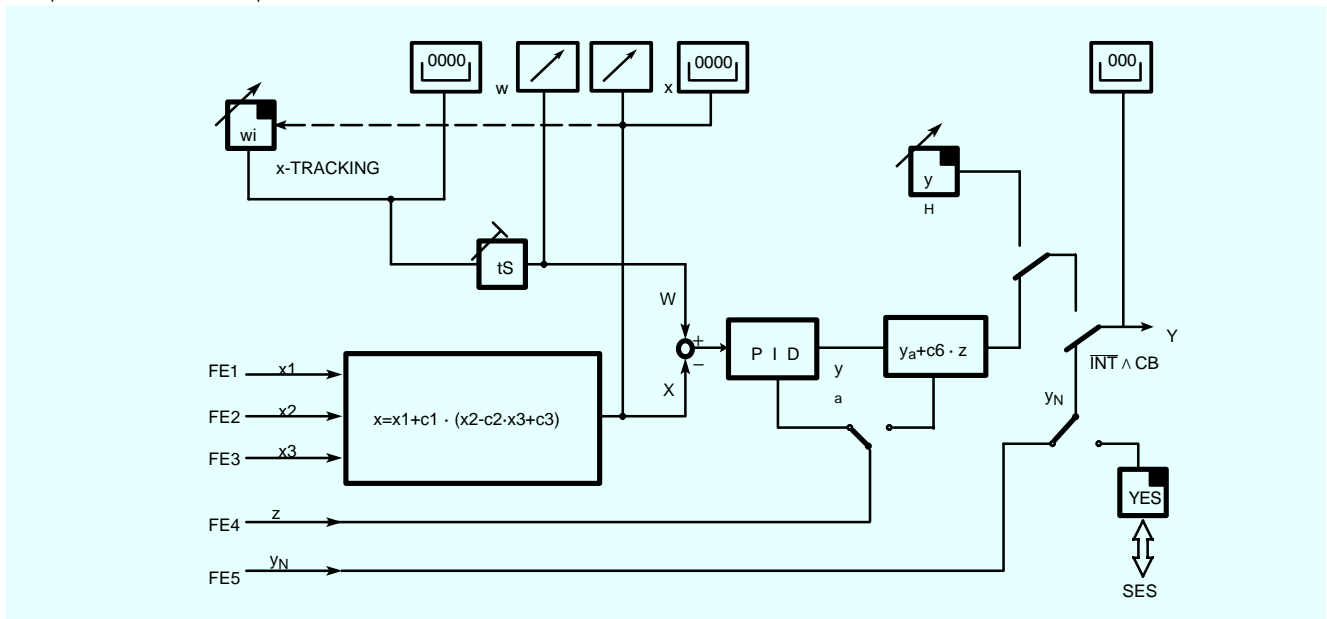 0000
w
x
0000
000
wi
x-TRACKING
y
H
tS
W
+
−
X
P I D
y
a
ya+c6 · z
Y
INT ∧ CB
yN
FE1 x1
FE2 x2
FE3 x3
x=x1+c1 · (x2-c2·x3+c3)
FE4 z
FE5 yN
YES
SES